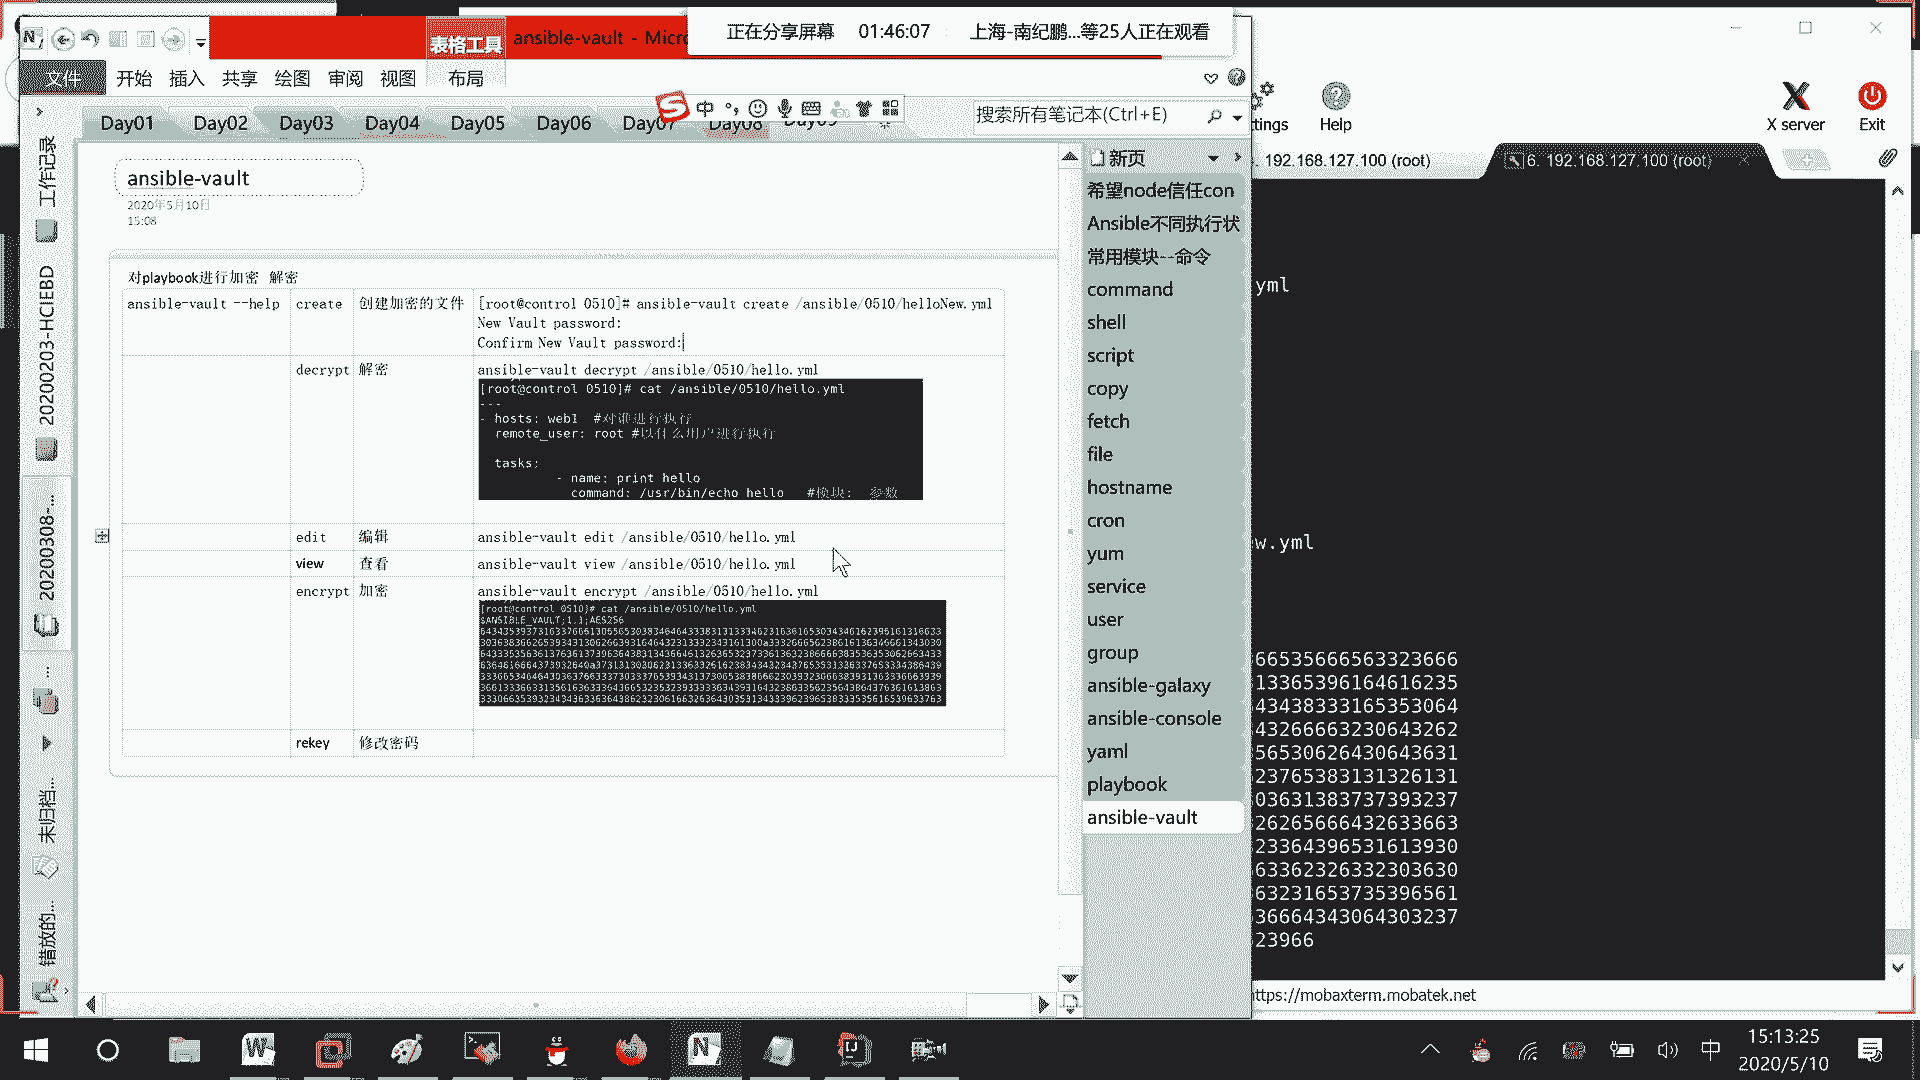 正在分享屏幕 01:46:07 上海-南纪鹏...等25人正在观看
表格工具 ansible-vault - Micro
文件 开始 插入 共享 绘图 审阅 视图 布局
Day01 Day02 Day03 Day04 Day05 Day06 Day07 Day08
中
搜索所有笔记本(Ctrl+E)
tings Help X server Exit
192.168.127.100 (root)
6. 192.168.127.100 (root)
工作记录
20200203-HCIEBD
20200308-...
未归档...
错放的...
ansible-vault
2020年5月10日
15:08
对playbook进行加密 解密
ansible-vault --help create 创建加密的文件 [root@control 0510]# ansible-vault create /ansible/0510/helloNew.yml
New Vault password:
Confirm New Vault password:
decrypt 解密 ansible-vault decrypt /ansible/0510/hello.yml
[root@control 0510]# cat /ansible/0510/hello.yml
---
- hosts: web1 #对谁进行执行
remote_user: root #以什么用户进行执行
tasks:
- name: print hello
command: /usr/bin/echo hello #模块: 参数
edit 编辑 ansible-vault edit /ansible/0510/hello.yml
view 查看 ansible-vault view /ansible/0510/hello.yml
encrypt 加密 ansible-vault encrypt /ansible/0510/hello.yml
[root@control 0510]# cat /ansible/0510/hello.yml
$ANSIBLE_VAULT;1.1;AES256
rekey 修改密码
新页
希望node信任con
Ansible不同执行状
常用模块--命令
command
shell
script
copy
fetch
file
hostname
cron
yum
service
user
group
ansible-galaxy
ansible-console
yaml
playbook
ansible-vault
yml
w.yml
66535666563323666
13365396164616235
43438333165353064
43266663230643262
56530626430643631
23765383131326131
03631383737393237
26265666432633663
23364396531613930
63362326332303630
63231653735396561
36664343064303237
23966
ttps://mobaxterm.mobatek.net
中
15:13:25
2020/5/10